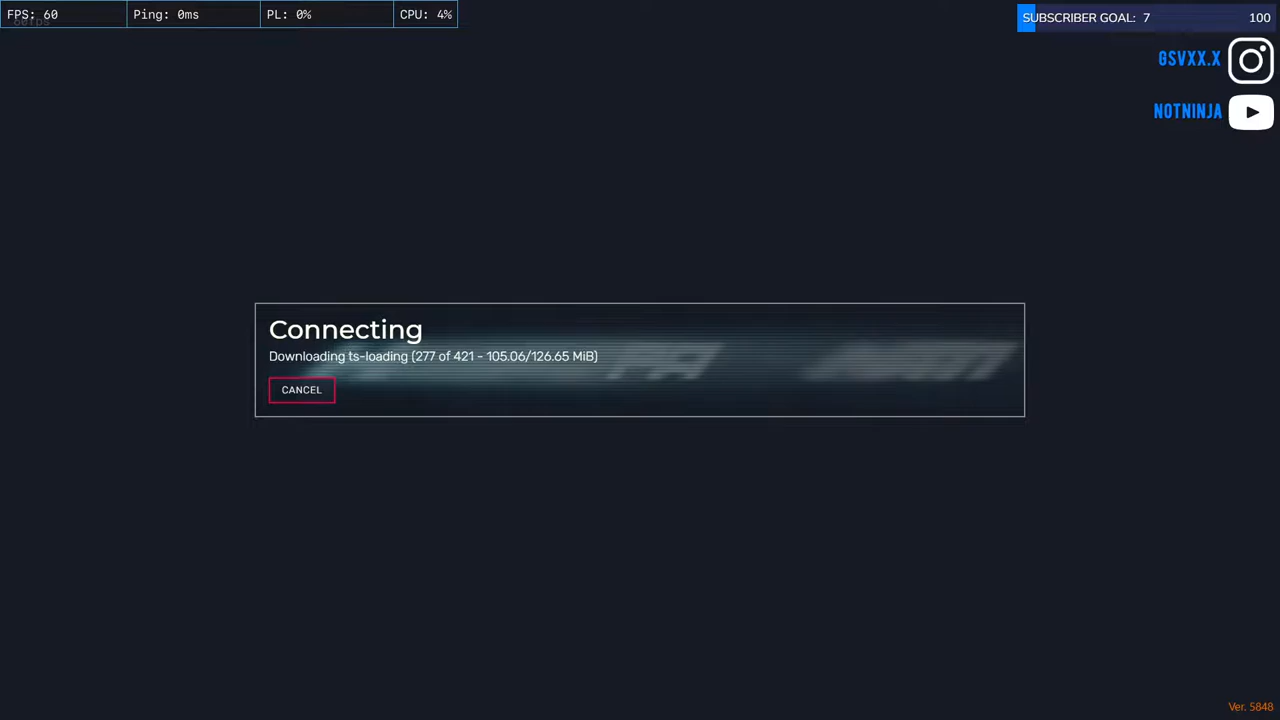 FPS: 60 Ping: 0ms PL: 0% CPU: 4%
SUBSCRIBER GOAL: 7 100
GSVXX.X
NOTNINJA
Connecting
Downloading ts-loading (277 of 421 - 105.06/126.65 MiB)
CANCEL
Ver. 5848